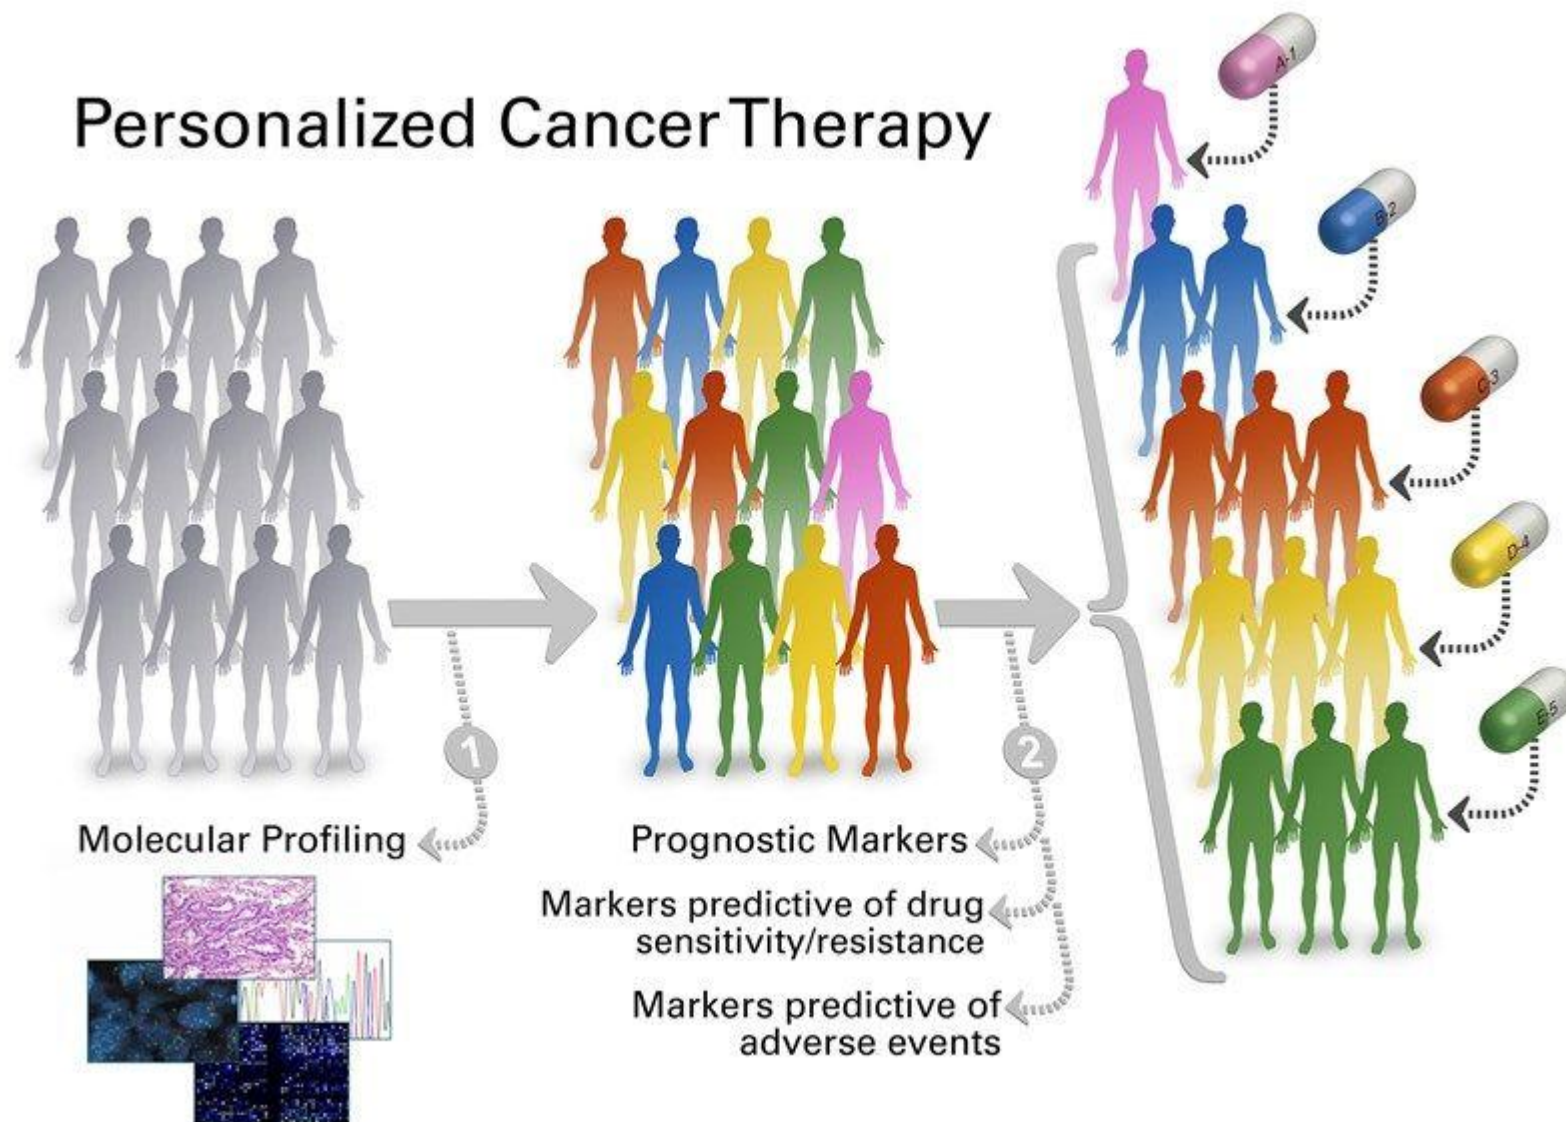 Personalized Cancer Therapy
A-1
B-2
C-3
D-4
E-5
1
2
Molecular Profiling
Prognostic Markers
Markers predictive of drug
sensitivity/resistance
Markers predictive of
adverse events